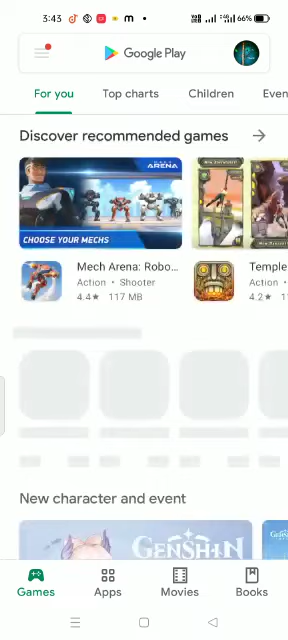 3:43 m 66%
Google Play
For you Top charts Children Even
Discover recommended games
MECH ARENA
CHOOSE YOUR MECHS
Mech Arena: Robo... Temple
Action • Shooter Action •
4.4★ 117 MB 4.2★ 1
New character and event
GENSHIN
Games Apps Movies Books